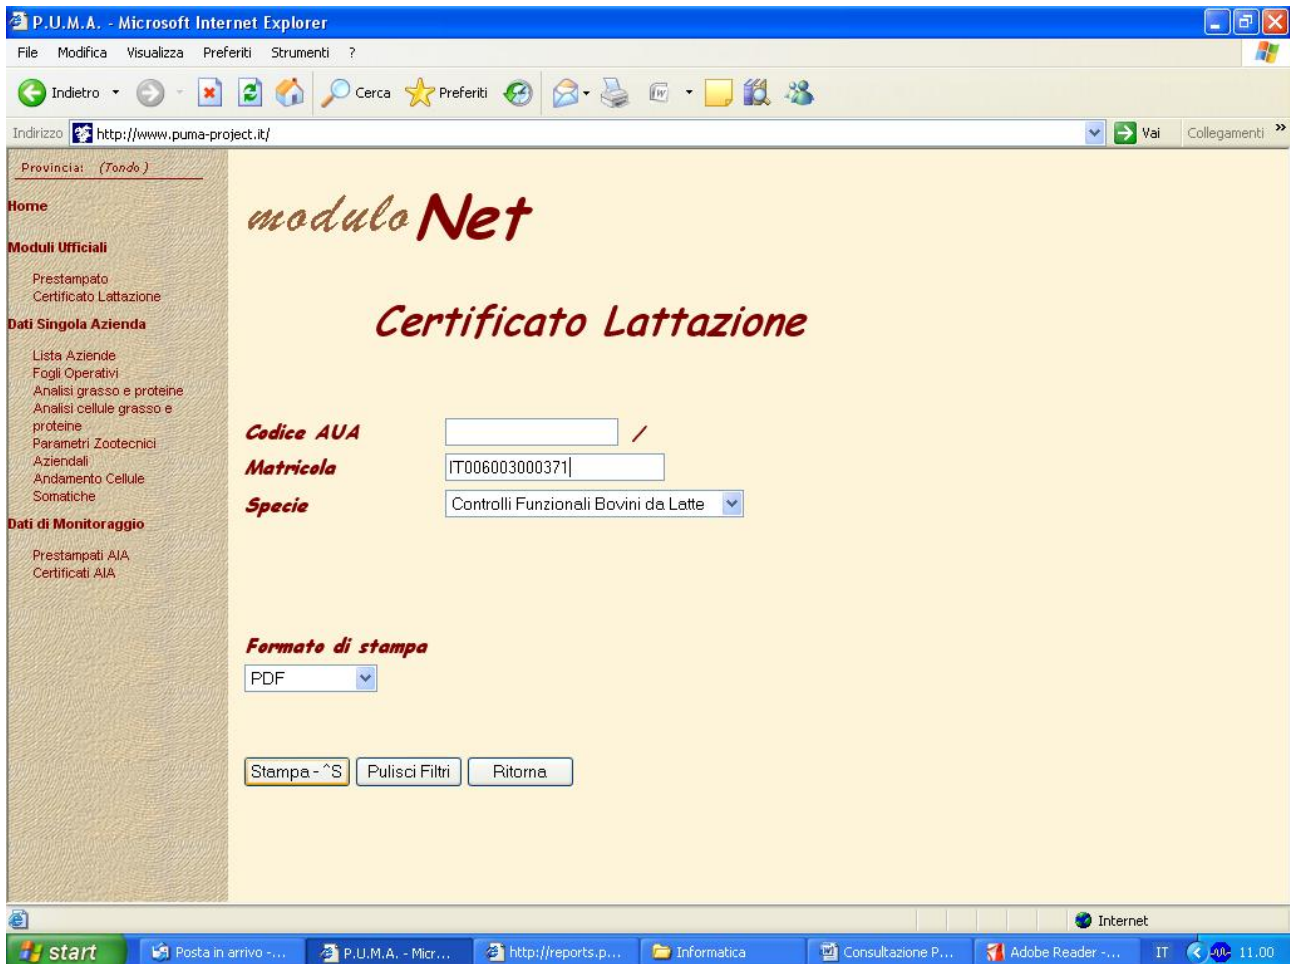 P.U.M.A. - Microsoft Internet Explorer
File Modifica Visualizza Preferiti Strumenti ?
Indietro Cerca Preferiti
Indirizzo http://www.puma-project.it/ Vai Collegamenti »
Provincia: (Tondo )
Home
Moduli Ufficiali
Prestampato
Certificato Lattazione
Dati Singola Azienda
Lista Aziende
Fogli Operativi
Analisi grasso e proteine
Analisi cellule grasso e
proteine
Parametri Zootecnici
Aziendali
Andamento Cellule
Somatiche
Dati di Monitoraggio
Prestampati AIA
Certificati AIA
modulo Net
Certificato Lattazione
Codice AUA /
Matricola IT006003000371
Specie Controlli Funzionali Bovini da Latte
Formato di stampa
PDF
Stampa - ^S Pulisci Filtri Ritorna
Internet
start Posta in arrivo -... P.U.M.A. - Micr... http://reports.p... Informatica Consultazione P... Adobe Reader -... IT 11.00